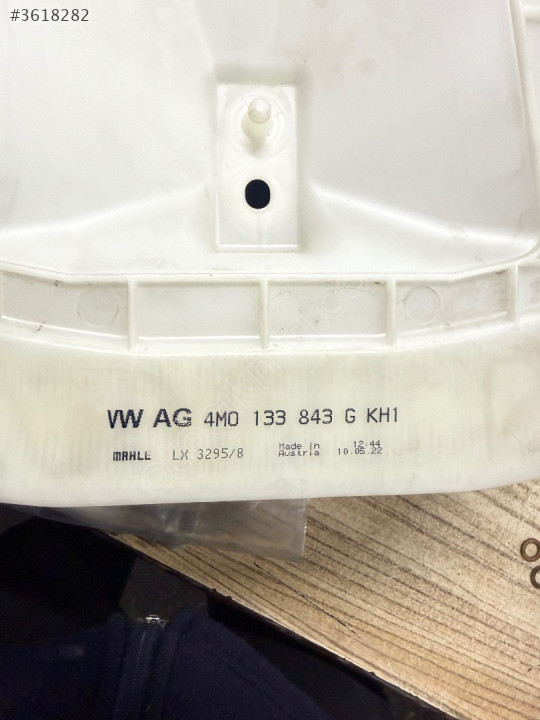 #3618282
VW AG 4M0 133 843 G KH1
MAHLE LX 3295/8 Made in Austria 12:44 10.05.22